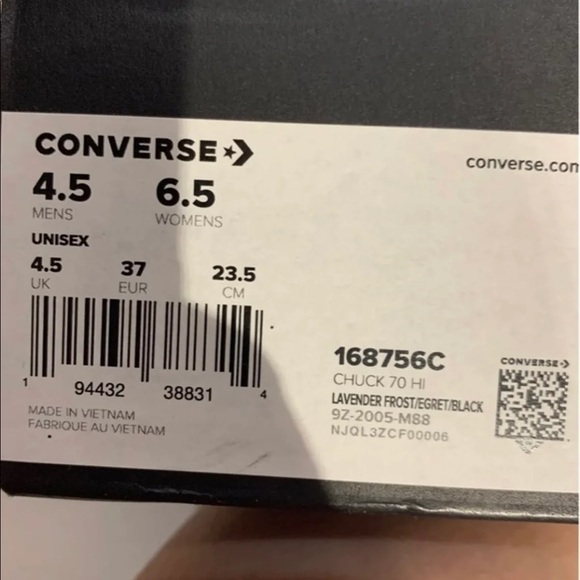 CONVERSE
converse.com
4.5 6.5
MENS WOMENS
UNISEX
4.5 37 23.5
UK EUR CM
1 94432 38831 4
MADE IN VIETNAM
FABRIQUE AU VIETNAM
168756C
CHUCK 70 HI
LAVENDER FROST/EGRET/BLACK
9Z-2005-M88
NJQL3ZCF00006
CONVERSE